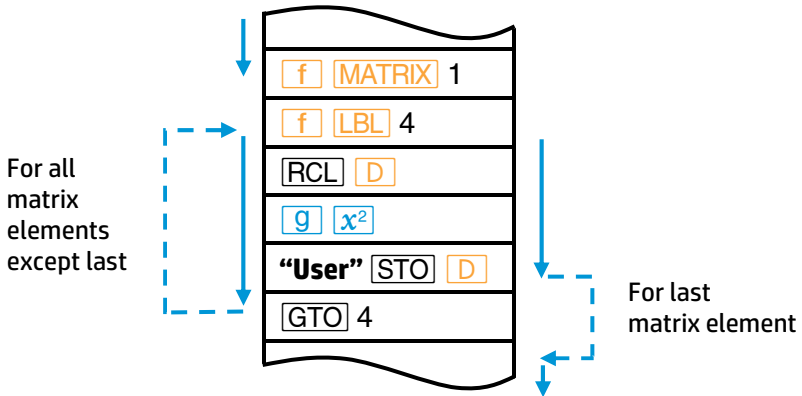 f MATRIX 1
f LBL 4
RCL D
g x²
“User” STO D
GTO 4
For all
matrix
elements
except last
For last
matrix element